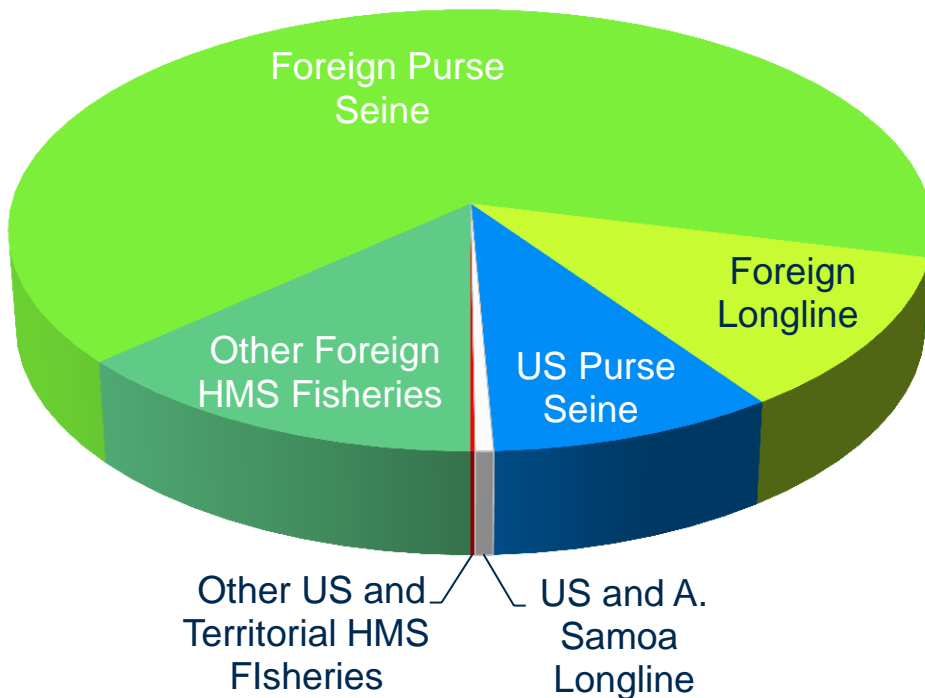 Foreign Purse
Seine
Foreign
Longline
Other Foreign
HMS Fisheries
US Purse
Seine
Other US and
Territorial HMS
FIsheries
US and A.
Samoa
Longline